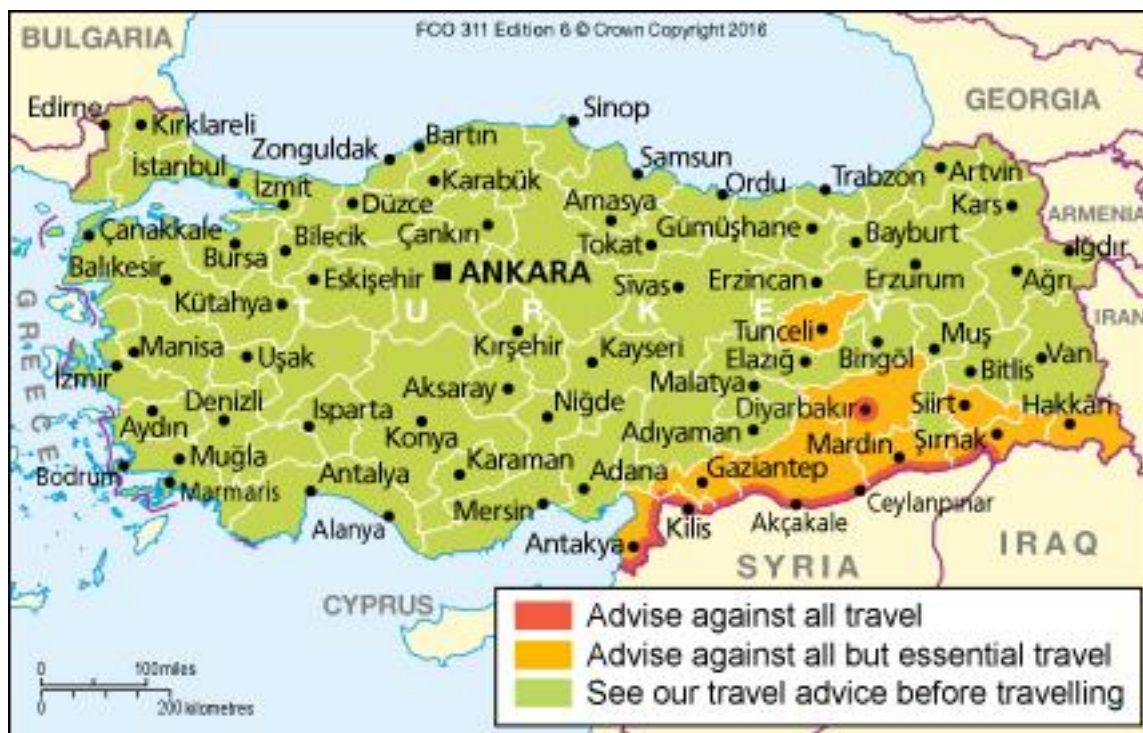 FCO 311 Edition 6 © Crown Copyright 2016
BULGARIA
GEORGIA
ARMENIA
IRAN
GREECE
CYPRUS
SYRIA
IRAQ
TURKEY
Edirne
Kırklareli
İstanbul
Zonguldak
Bartın
Sinop
Samsun
Ordu
Trabzon
Artvin
Kars
İzmit
Düzce
Karabük
Amasya
Gümüşhane
Bayburt
Iğdır
Çanakkale
Bursa
Bilecik
Çankırı
Tokat
Balıkesir
Eskişehir
ANKARA
Sivas
Erzincan
Erzurum
Ağrı
Kütahya
Tunceli
Muş
Manisa
Uşak
Kırşehir
Kayseri
Elazığ
Bingöl
Van
Bitlis
İzmir
Aksaray
Malatya
Denizli
Isparta
Niğde
Diyarbakır
Siirt
Hakkâri
Aydın
Konya
Adıyaman
Mardin
Şırnak
Muğla
Karaman
Adana
Gaziantep
Bodrum
Marmaris
Antalya
Mersin
Ceylanpınar
Alanya
Antakya
Kilis
Akçakale
0 100miles
0 200 kilometres
Advise against all travel
Advise against all but essential travel
See our travel advice before travelling